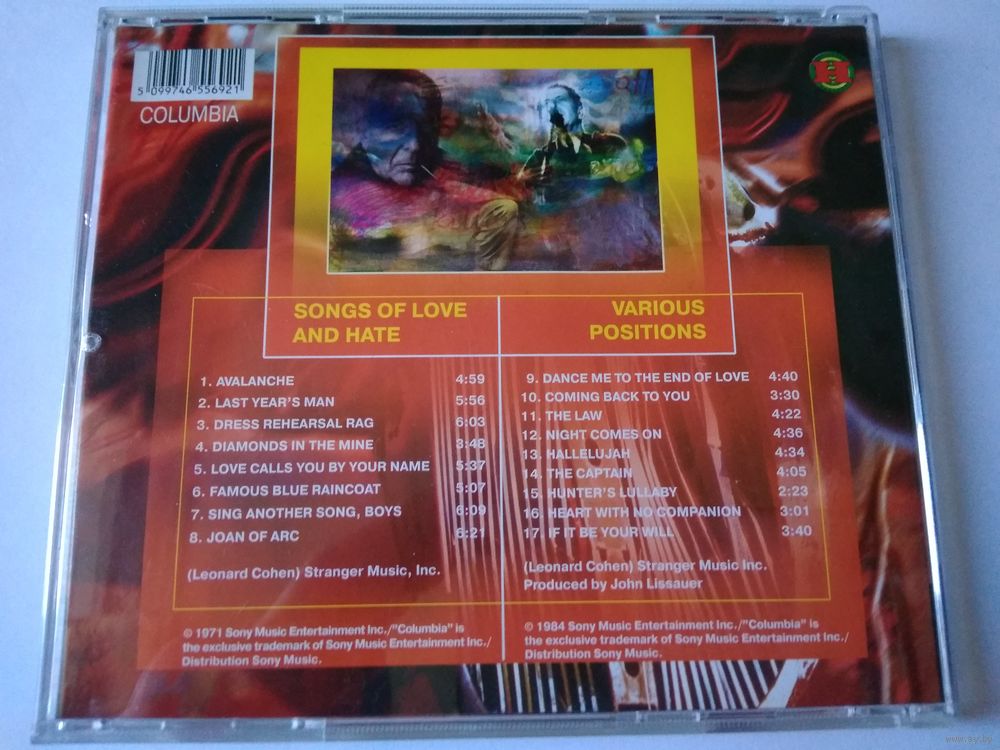 5 099746 556921
COLUMBIA
SONGS OF LOVE
AND HATE
1. AVALANCHE 4:59
2. LAST YEAR'S MAN 5:56
3. DRESS REHEARSAL RAG 6:03
4. DIAMONDS IN THE MINE 3:48
5. LOVE CALLS YOU BY YOUR NAME 5:37
6. FAMOUS BLUE RAINCOAT 5:07
7. SING ANOTHER SONG, BOYS 6:09
8. JOAN OF ARC 6:21
(Leonard Cohen) Stranger Music, Inc.
© 1971 Sony Music Entertainment Inc./"Columbia" is
the exclusive trademark of Sony Music Entertainment Inc./
Distribution Sony Music.
VARIOUS
POSITIONS
9. DANCE ME TO THE END OF LOVE 4:40
10. COMING BACK TO YOU 3:30
11. THE LAW 4:22
12. NIGHT COMES ON 4:36
13. HALLELUJAH 4:34
14. THE CAPTAIN 4:05
15. HUNTER'S LULLABY 2:23
16. HEART WITH NO COMPANION 3:01
17. IF IT BE YOUR WILL 3:40
(Leonard Cohen) Stranger Music Inc.
Produced by John Lissauer
© 1984 Sony Music Entertainment Inc./"Columbia" is
the exclusive trademark of Sony Music Entertainment Inc./
Distribution Sony Music.